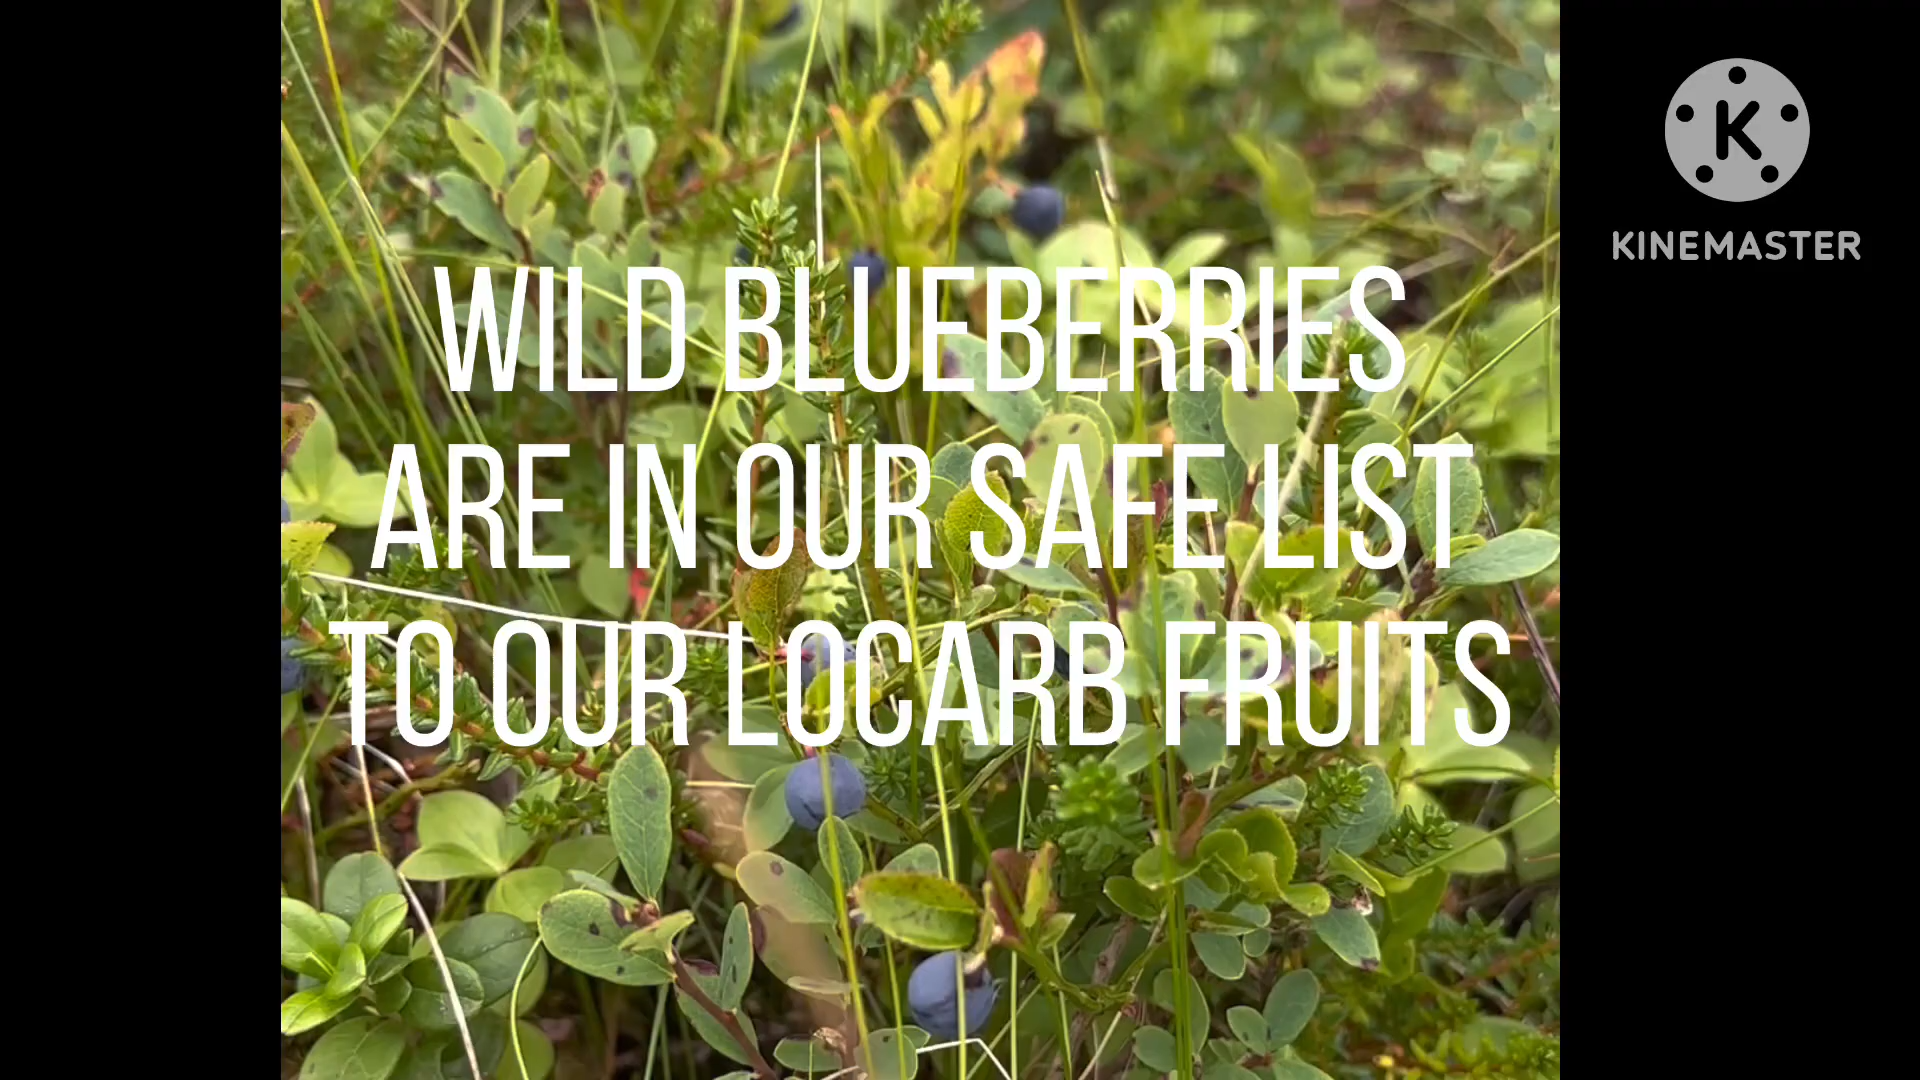 WILD BLUEBERRIES
ARE IN OUR SAFE LIST
TO OUR LOCARB FRUITS
K
KINEMASTER